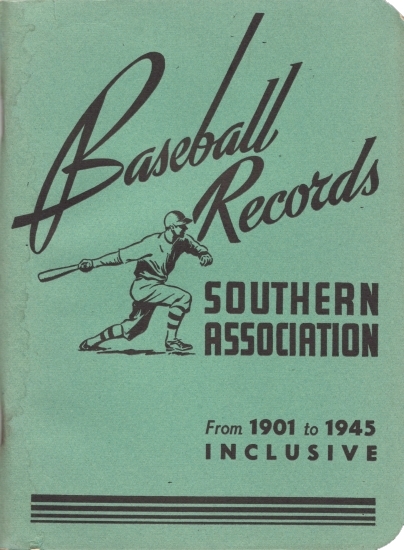 Baseball
Records
SOUTHERN
ASSOCIATION
From 1901 to 1945
INCLUSIVE